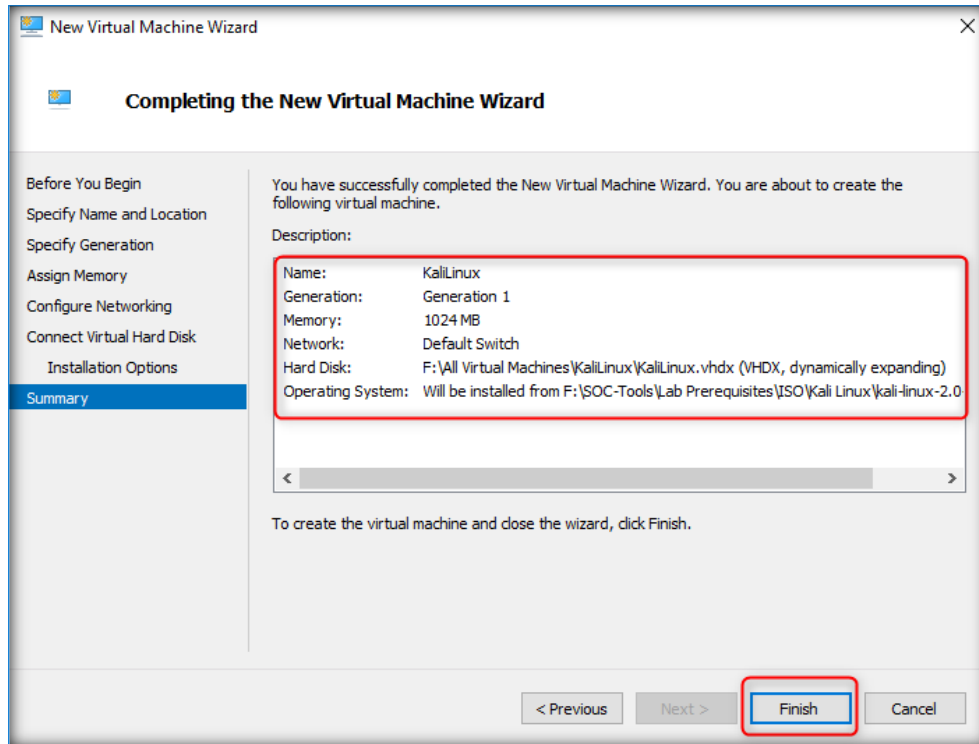 New Virtual Machine Wizard
Completing the New Virtual Machine Wizard
Before You Begin
Specify Name and Location
Specify Generation
Assign Memory
Configure Networking
Connect Virtual Hard Disk
Installation Options
Summary
You have successfully completed the New Virtual Machine Wizard. You are about to create the
following virtual machine.
Description:
Name: KaliLinux
Generation: Generation 1
Memory: 1024 MB
Network: Default Switch
Hard Disk: F:\All Virtual Machines\KaliLinux\KaliLinux.vhdx (VHDX, dynamically expanding)
Operating System: Will be installed from F:\SOC-Tools\Lab Prerequisites\ISO\Kali Linux\kali-linux-2.0-
To create the virtual machine and close the wizard, click Finish.
< Previous
Next >
Finish
Cancel